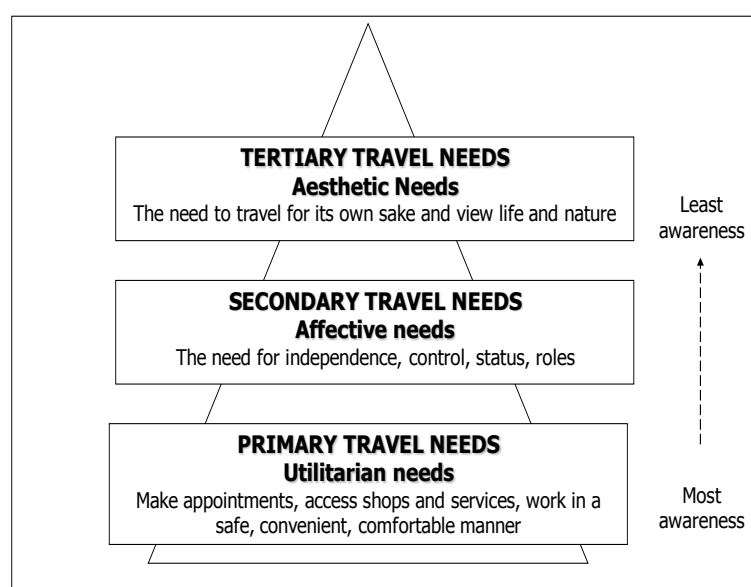 TERTIARY TRAVEL NEEDS
Aesthetic Needs
The need to travel for its own sake and view life and nature
Least
awareness
SECONDARY TRAVEL NEEDS
Affective needs
The need for independence, control, status, roles
PRIMARY TRAVEL NEEDS
Utilitarian needs
Make appointments, access shops and services, work in a
safe, convenient, comfortable manner
Most
awareness